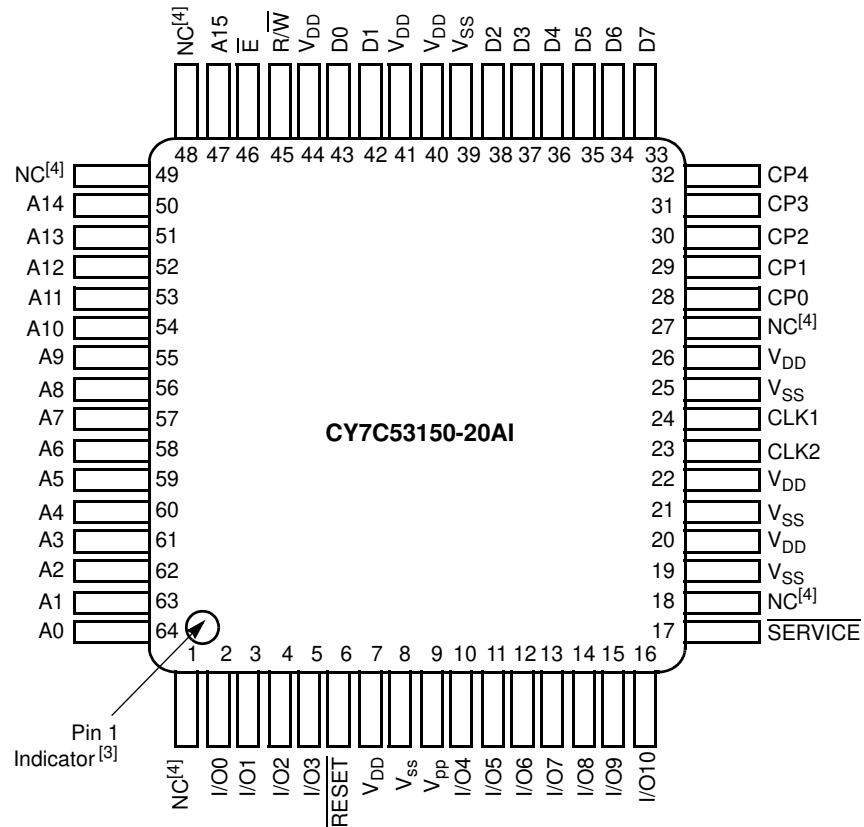 NC[4] A15 E R/W VDD D0 D1 VDD VDD VSS D2 D3 D4 D5 D6 D7
48 47 46 45 44 43 42 41 40 39 38 37 36 35 34 33
NC[4] 49 32 CP4
A14 50 31 CP3
A13 51 30 CP2
A12 52 29 CP1
A11 53 28 CP0
A10 54 27 NC[4]
A9 55 26 VDD
A8 56 25 VSS
A7 57 24 CLK1
CY7C53150-20AI
A6 58 23 CLK2
A5 59 22 VDD
A4 60 21 VSS
A3 61 20 VDD
A2 62 19 VSS
A1 63 18 NC[4]
A0 64 17 SERVICE
1 2 3 4 5 6 7 8 9 10 11 12 13 14 15 16
Pin 1
Indicator[3]
NC[4] I/O0 I/O1 I/O2 I/O3 RESET VDD Vss Vpp I/O4 I/O5 I/O6 I/O7 I/O8 I/O9 I/O10